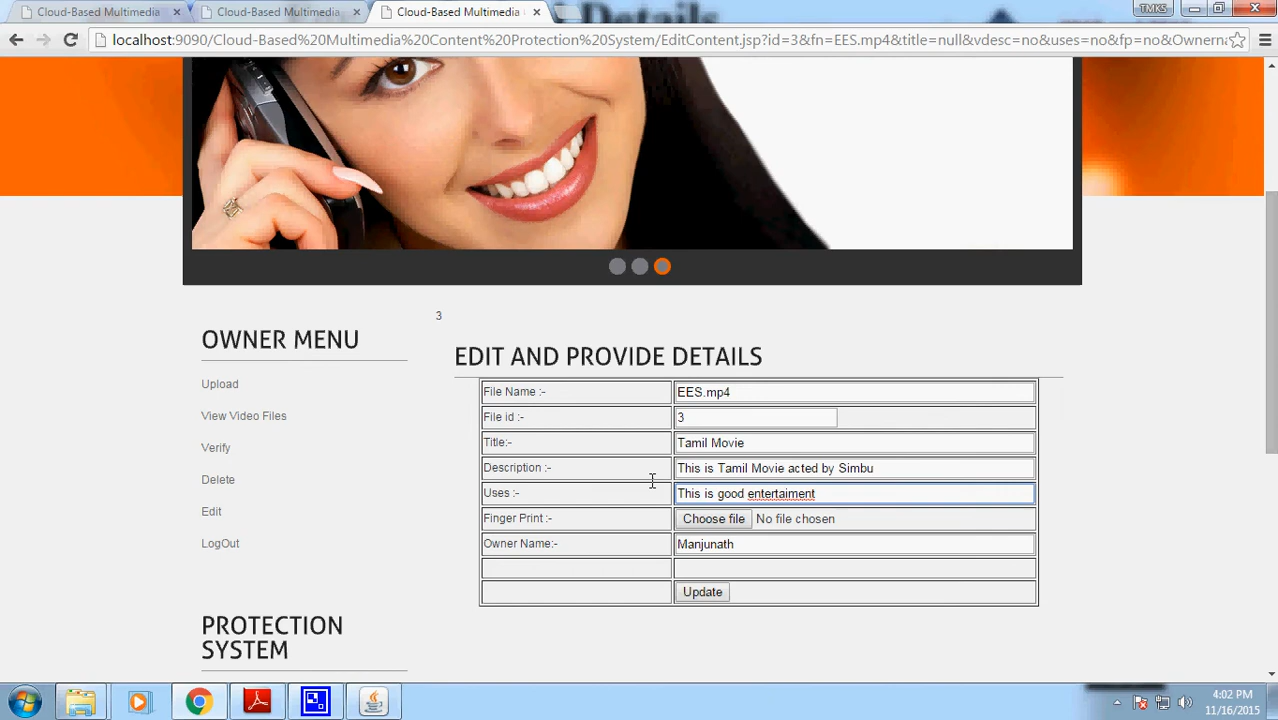 Details
Cloud-Based Multimedia
Cloud-Based Multimedia
Cloud-Based Multimedia
TMKS
localhost:9090/Cloud-Based%20Multimedia%20Content%20Protection%20System/EditContent.jsp?id=3&fn=EES.mp4&title=null&vdesc=no&uses=no&fp=no&Ownerna
3
OWNER MENU
EDIT AND PROVIDE DETAILS
Upload
View Video Files
Verify
Delete
Edit
LogOut
File Name :- EES.mp4
File id :- 3
Title:- Tamil Movie
Description :- This is Tamil Movie acted by Simbu
Uses :- This is good entertaiment
Finger Print :- Choose file No file chosen
Owner Name:- Manjunath
Update
PROTECTION
SYSTEM
4:02 PM
11/16/2015